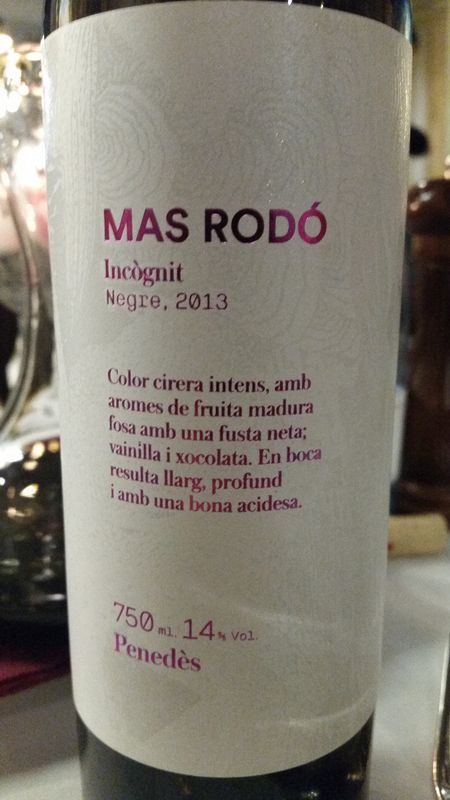 MAS RODÓ
Incògnit
Negre, 2013
Color cirera intens, amb
aromes de fruita madura
fosa amb una fusta neta;
vainilla i xocolata. En boca
resulta llarg, profund
i amb una bona acidesa.
750 ml. 14 % Vol.
Penedès